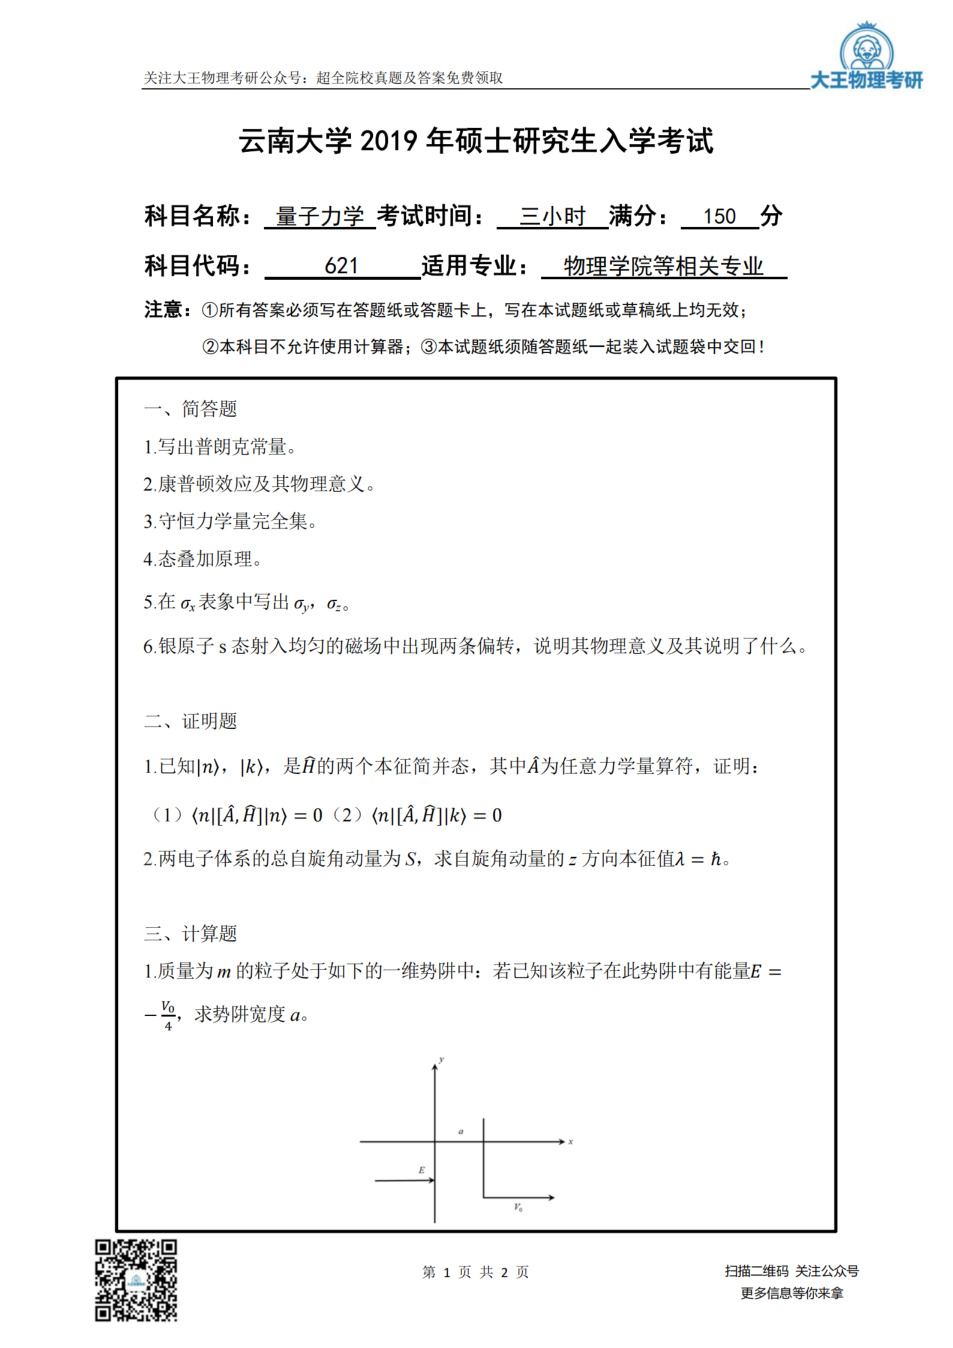 关注大王物理考研公众号：超全院校真题及答案免费领取
大王物理考研
云南大学 2019 年硕士研究生入学考试
科目名称： 量子力学 考试时间： 三小时 满分： 150 分
科目代码： 621 适用专业： 物理学院等相关专业
注意：①所有答案必须写在答题纸或答题卡上，写在本试题纸或草稿纸上均无效；
②本科目不允许使用计算器；③本试题纸须随答题纸一起装入试题袋中交回！
一、简答题
1.写出普朗克常量。
2.康普顿效应及其物理意义。
3.守恒力学量完全集。
4.态叠加原理。
5.在 σx 表象中写出 σy，σz。
6.银原子 s 态射入均匀的磁场中出现两条偏转，说明其物理意义及其说明了什么。
二、证明题
1.已知|n⟩，|k⟩，是Ĥ的两个本征简并态，其中Â为任意力学量算符，证明：
（1）⟨n|[Â, Ĥ]|n⟩ = 0（2）⟨n|[Â, Ĥ]|k⟩ = 0
2.两电子体系的总自旋角动量为 S，求自旋角动量的 z 方向本征值λ = ħ。
三、计算题
1.质量为 m 的粒子处于如下的一维势阱中：若已知该粒子在此势阱中有能量E =
−V0/4，求势阱宽度 a。
y
a
x
E
V0
第 1 页 共 2 页
扫描二维码 关注公众号
更多信息等你来拿